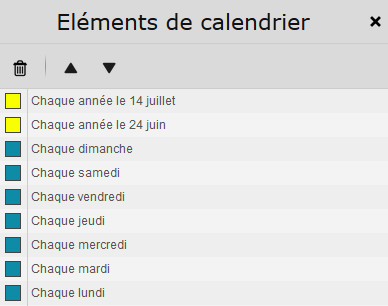 Eléments de calendrier
Chaque année le 14 juillet
Chaque année le 24 juin
Chaque dimanche
Chaque samedi
Chaque vendredi
Chaque jeudi
Chaque mercredi
Chaque mardi
Chaque lundi